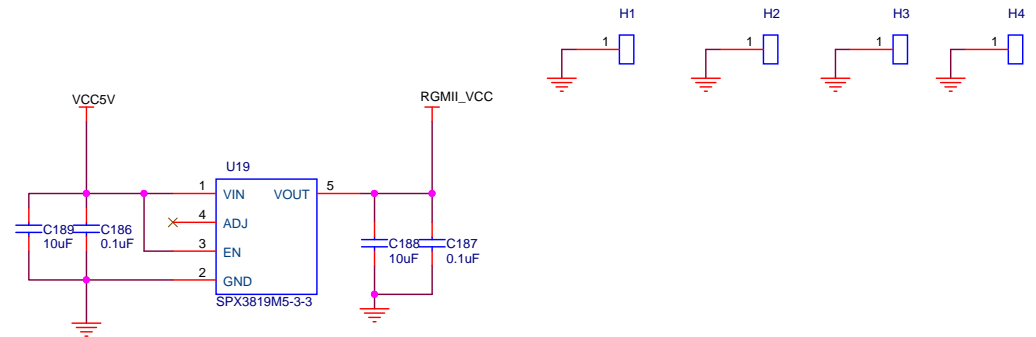 H1
H2
H3
H4
1
1
1
1
VCC5V
RGMII_VCC
U19
1
VIN
VOUT
5
4
ADJ
3
EN
2
GND
SPX3819M5-3-3
C189
10uF
C186
0.1uF
C188
10uF
C187
0.1uF